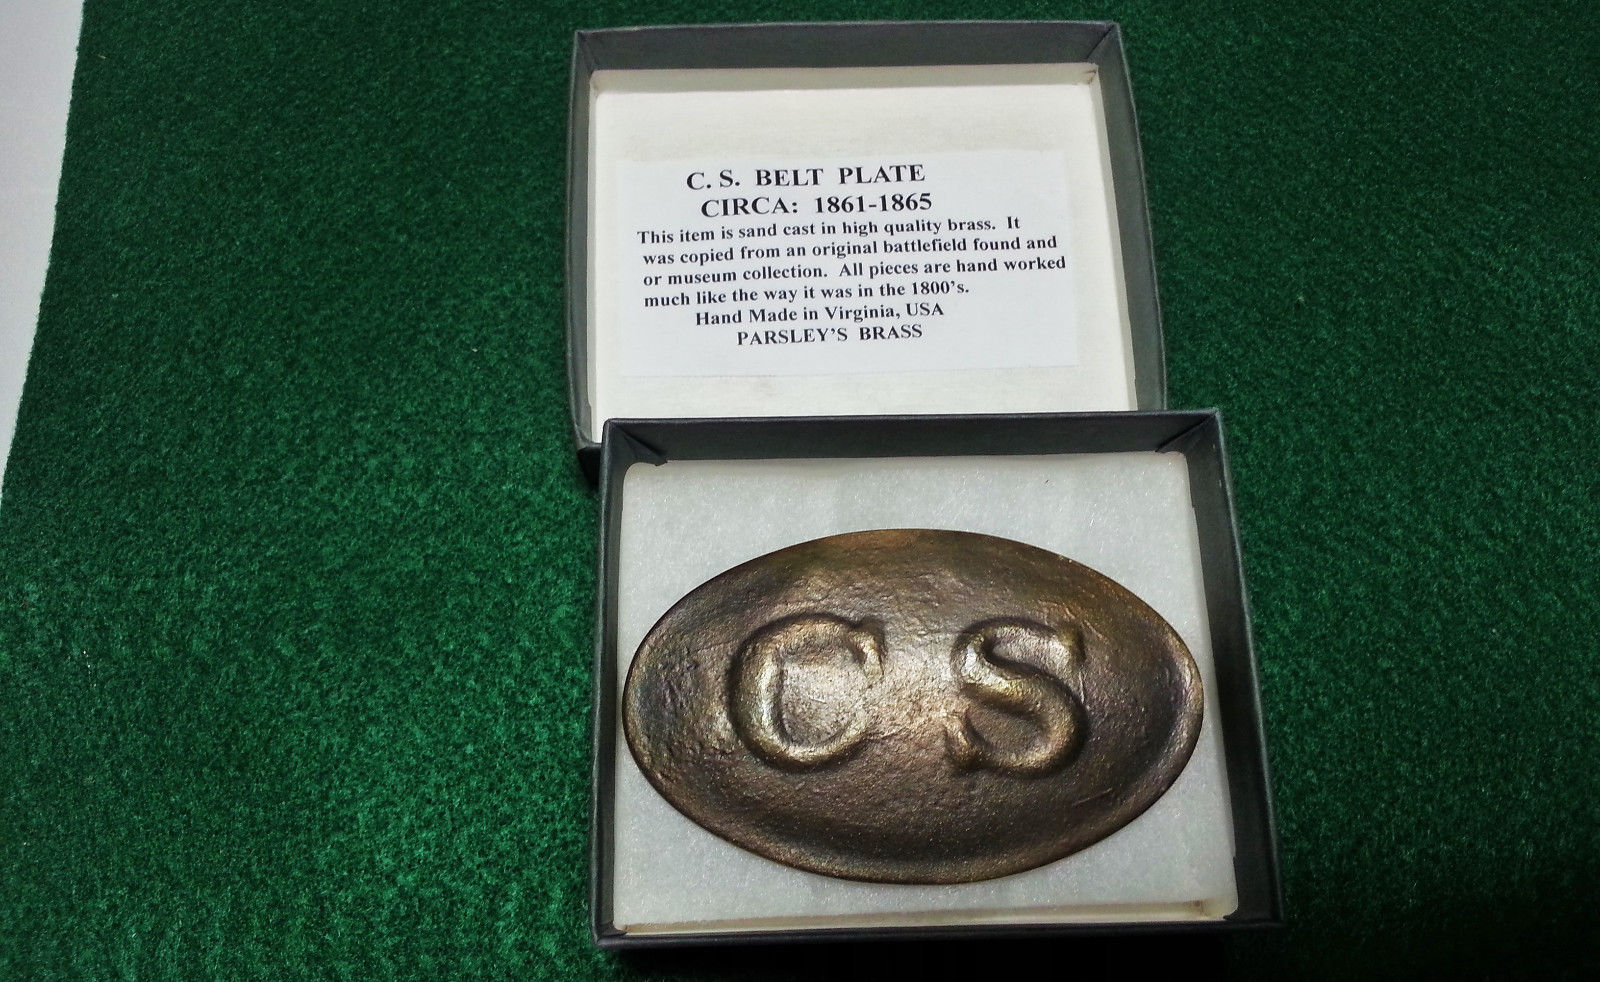 C. S. BELT PLATE
CIRCA: 1861-1865
This item is sand cast in high quality brass. It
was copied from an original battlefield found and
or museum collection. All pieces are hand worked
much like the way it was in the 1800's.
Hand Made in Virginia, USA
PARSLEY'S BRASS
C S